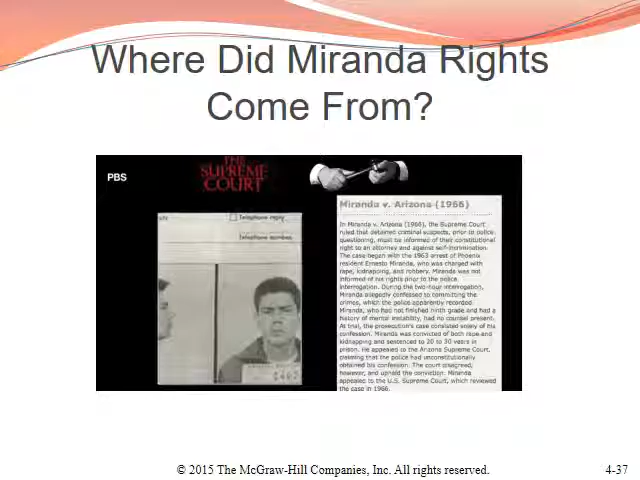 Where Did Miranda Rights
Come From?
PBS
THE
SUPREME
COURT
Telephone reply
Telephone number
Miranda v. Arizona (1966)
In Miranda v. Arizona (1966), the Supreme Court
ruled that detained criminal suspects, prior to police
questioning, must be informed of their constitutional
right to an attorney and against self-incrimination.
The case began with the 1963 arrest of Phoenix
resident Ernesto Miranda, who was charged with
rape, kidnapping, and robbery. Miranda was not
informed of his rights prior to the police
interrogation. During the two-hour interrogation,
Miranda allegedly confessed to committing the
crimes, which the police apparently recorded.
Miranda, who had not finished ninth grade and had a
history of mental instability, had no counsel present.
At trial, the prosecution's case consisted solely of his
confession. Miranda was convicted of both rape and
kidnapping and sentenced to 20 to 30 years in
prison. He appealed to the Arizona Supreme Court,
claiming that the police had unconstitutionally
obtained his confession. The court disagreed,
however, and upheld the conviction. Miranda
appealed to the U.S. Supreme Court, which reviewed
the case in 1966.
© 2015 The McGraw-Hill Companies, Inc. All rights reserved.
4-37